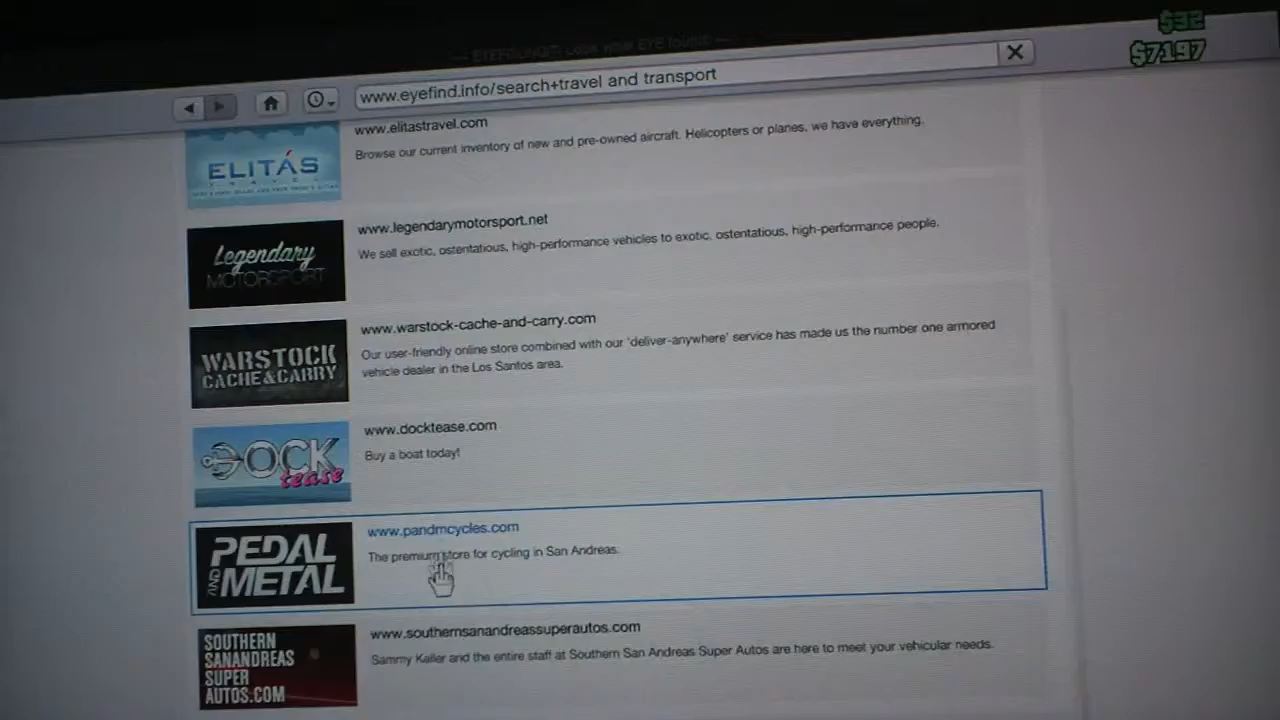 $32
$7197
www.eyefind.info/search+travel and transport
www.elitastravel.com
Browse our current inventory of new and pre-owned aircraft. Helicopters or planes, we have everything.
ELITÁS
TRAVEL
www.legendarymotorsport.net
We sell exotic, ostentatious, high-performance vehicles to exotic, ostentatious, high-performance people.
Legendary
MOTORSPORT
www.warstock-cache-and-carry.com
Our user-friendly online store combined with our 'deliver-anywhere' service has made us the number one armored
vehicle dealer in the Los Santos area.
WARSTOCK
CACHE&CARRY
www.docktease.com
Buy a boat today!
DOCK
tease
www.pandmcycles.com
The premium store for cycling in San Andreas.
PEDAL
AND METAL
www.southernsanandreassuperautos.com
Sammy Kaller and the entire staff at Southern San Andreas Super Autos are here to meet your vehicular needs.
SOUTHERN
SANANDREAS
SUPER
AUTOS.COM